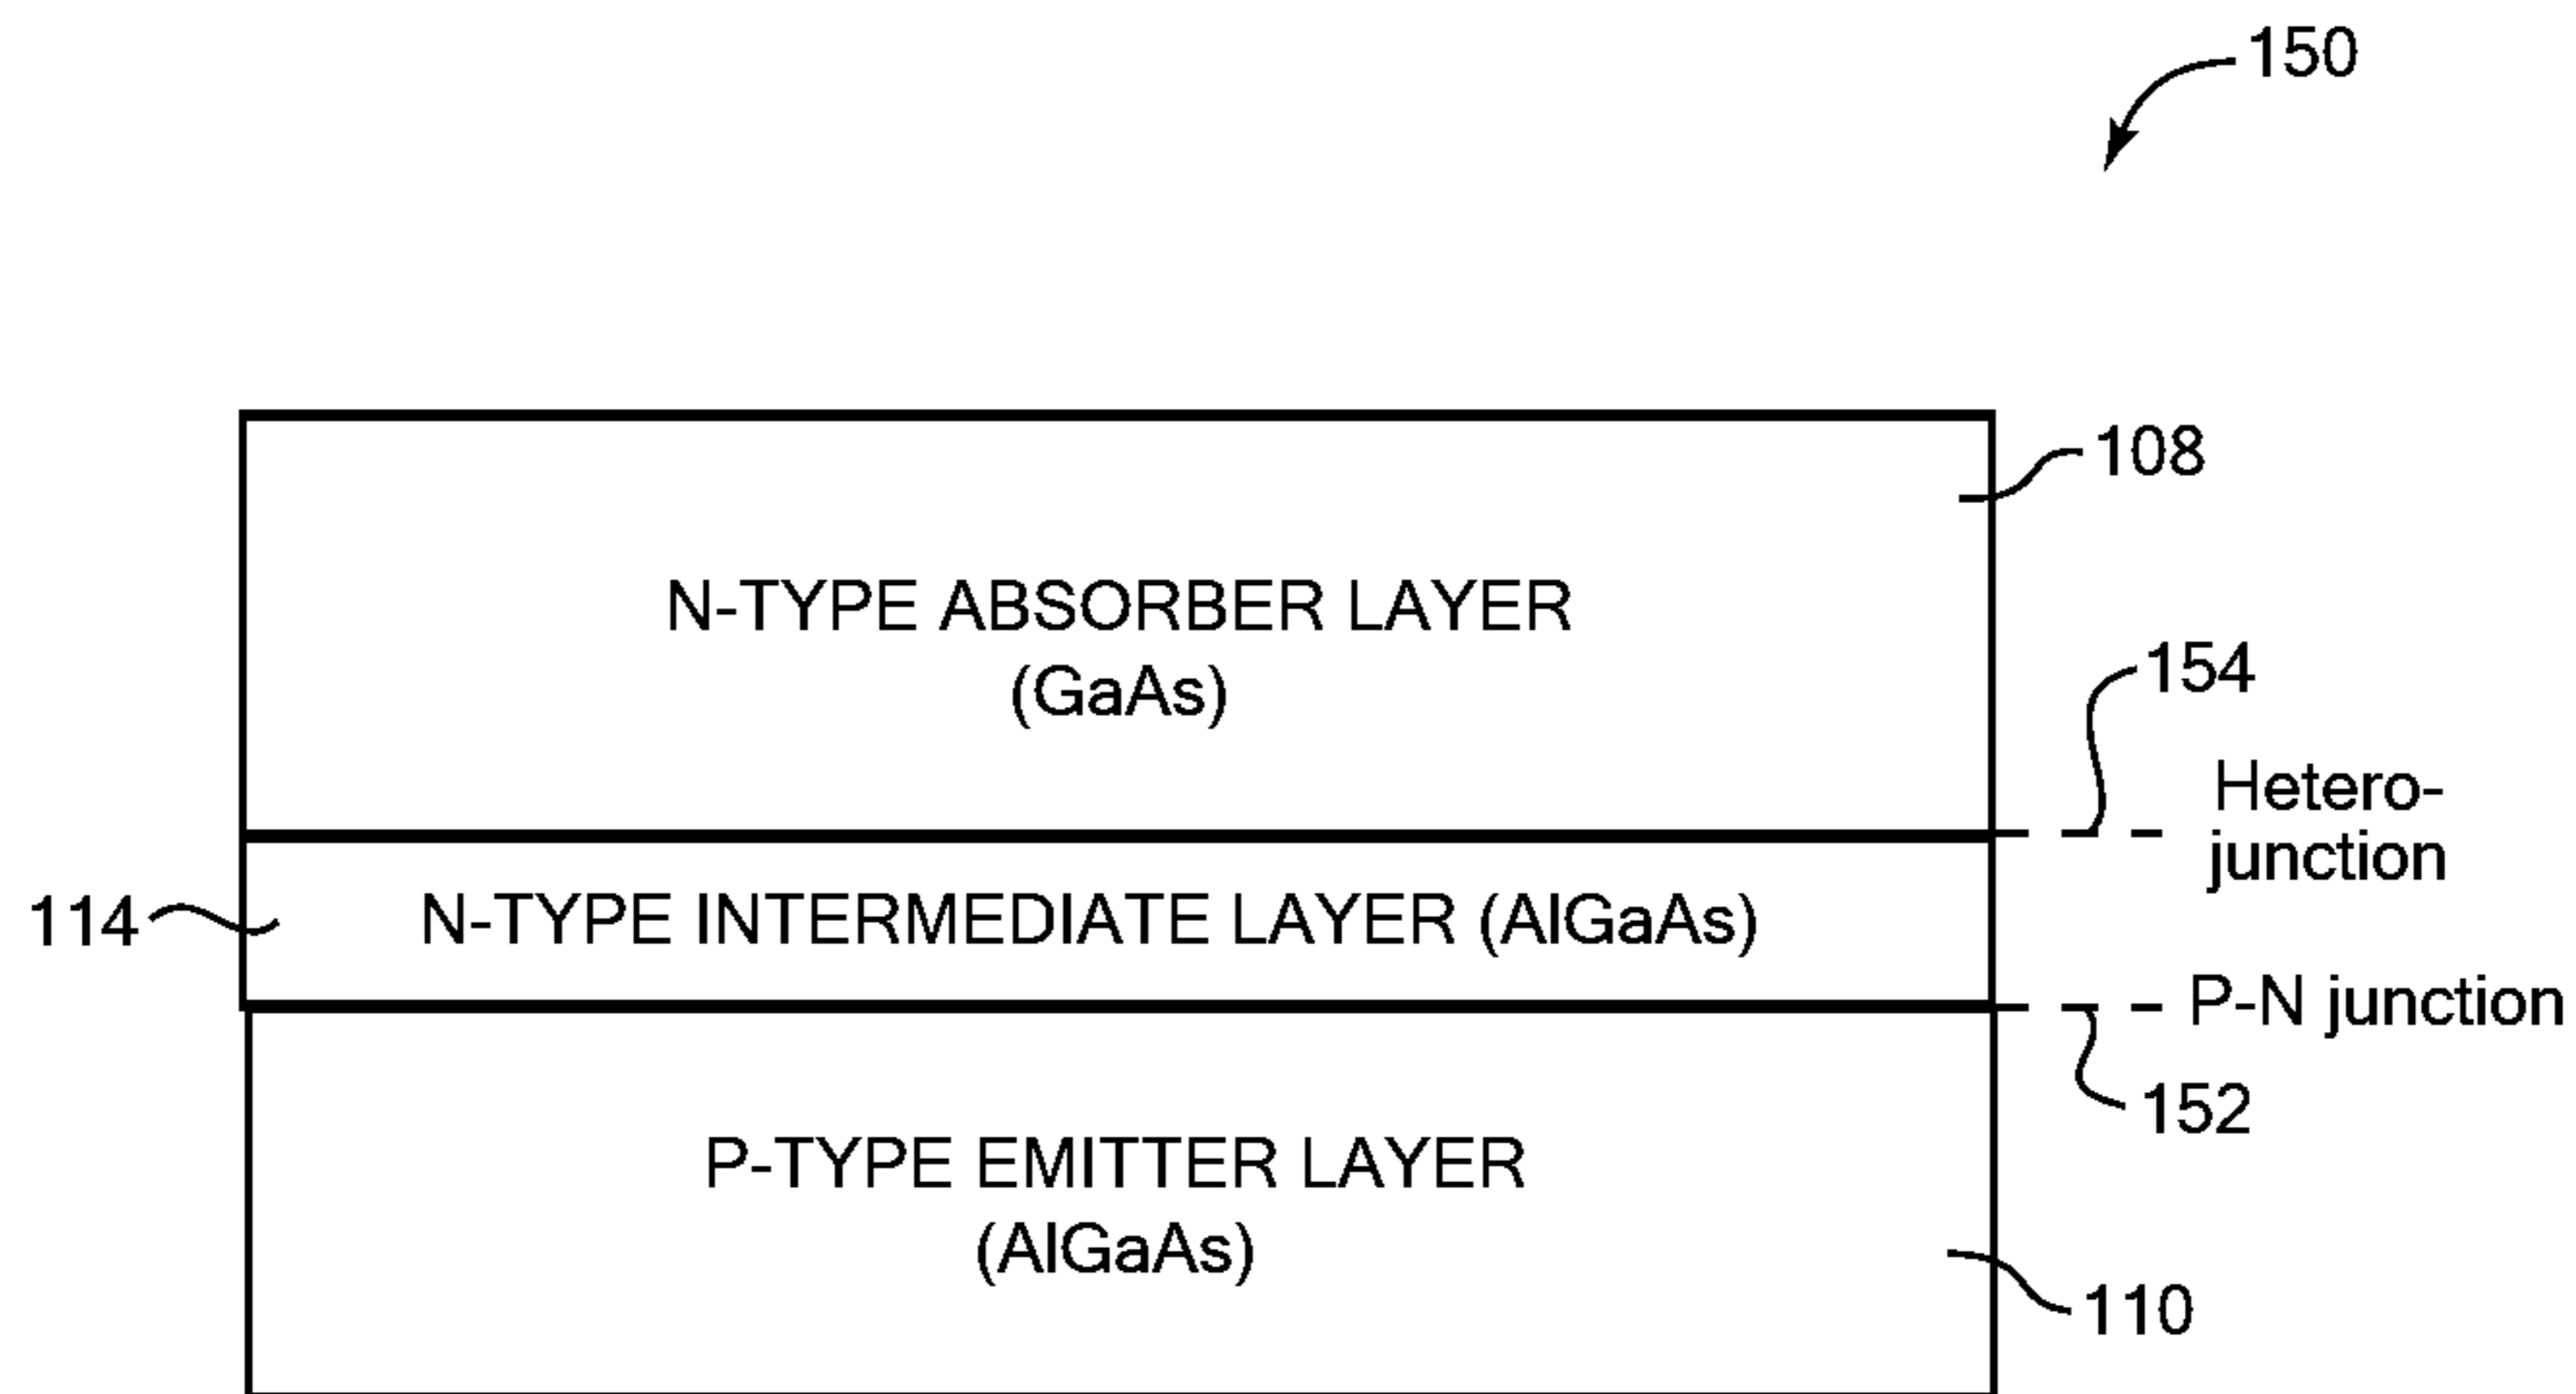 150
108
N-TYPE ABSORBER LAYER
(GaAs)
154
Hetero-
junction
114
N-TYPE INTERMEDIATE LAYER (AlGaAs)
P-N junction
152
P-TYPE EMITTER LAYER
(AlGaAs)
110